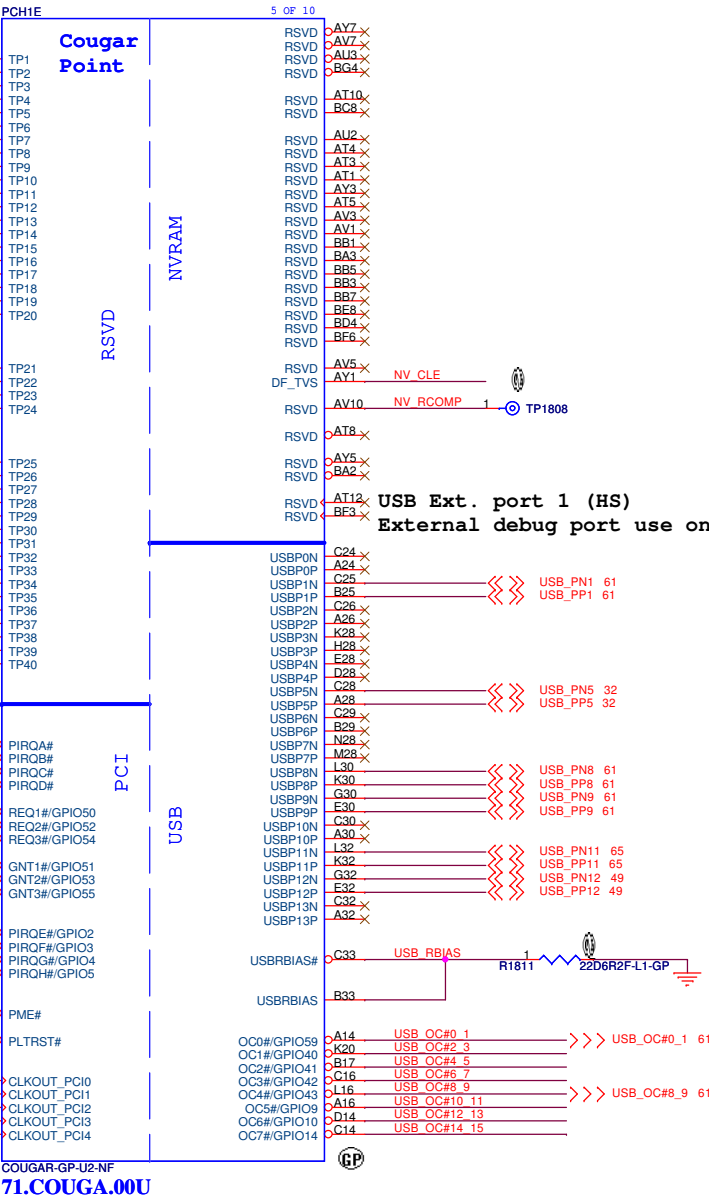 PCH1E
5 OF 10
Cougar
Point
TP1
TP2
TP3
TP4
TP5
TP6
TP7
TP8
TP9
TP10
TP11
TP12
TP13
TP14
TP15
TP16
TP17
TP18
TP19
TP20
TP21
TP22
TP23
TP24
TP25
TP26
TP27
TP28
TP29
TP30
TP31
TP32
TP33
TP34
TP35
TP36
TP37
TP38
TP39
TP40
RSVD
NVRAM
PIRQA#
PIRQB#
PIRQC#
PIRQD#
REQ1#/GPIO50
REQ2#/GPIO52
REQ3#/GPIO54
GNT1#/GPIO51
GNT2#/GPIO53
GNT3#/GPIO55
PIRQE#/GPIO2
PIRQF#/GPIO3
PIRQG#/GPIO4
PIRQH#/GPIO5
PME#
PLTRST#
CLKOUT_PCI0
CLKOUT_PCI1
CLKOUT_PCI2
CLKOUT_PCI3
CLKOUT_PCI4
PCI
USB
RSVD AY7
RSVD AV7
RSVD AU3
RSVD BG4
RSVD AT10
RSVD BC8
RSVD AU2
RSVD AT4
RSVD AT3
RSVD AT1
RSVD AY3
RSVD AT5
RSVD AV3
RSVD AV1
RSVD BB1
RSVD BA3
RSVD BB5
RSVD BB3
RSVD BB7
RSVD BE8
RSVD BD4
RSVD BF6
RSVD AV5
DF_TVS AY1 NV_CLE
RSVD AV10 NV_RCOMP 1 TP1808
RSVD AT8
RSVD AY5
RSVD BA2
RSVD AT12
RSVD BF3
USB Ext. port 1 (HS)
External debug port use on
USBP0N C24
USBP0P A24
USBP1N C25 USB_PN1 61
USBP1P B25 USB_PP1 61
USBP2N C26
USBP2P A26
USBP3N K28
USBP3P H28
USBP4N E28
USBP4P D28
USBP5N C28 USB_PN5 32
USBP5P A28 USB_PP5 32
USBP6N C29
USBP6P B29
USBP7N N28
USBP7P M28
USBP8N L30 USB_PN8 61
USBP8P K30 USB_PP8 61
USBP9N G30 USB_PN9 61
USBP9P E30 USB_PP9 61
USBP10N C30
USBP10P A30
USBP11N L32 USB_PN11 65
USBP11P K32 USB_PP11 65
USBP12N G32 USB_PN12 49
USBP12P E32 USB_PP12 49
USBP13N C32
USBP13P A32
USBRBIAS# C33 USB_RBIAS 1 R1811 22D6R2F-L1-GP
USBRBIAS B33
OC0#/GPIO59 A14 USB_OC#0_1 USB_OC#0_1 61
OC1#/GPIO40 K20 USB_OC#2_3
OC2#/GPIO41 B17 USB_OC#4_5
OC3#/GPIO42 C16 USB_OC#6_7
OC4#/GPIO43 L16 USB_OC#8_9 USB_OC#8_9 61
OC5#/GPIO9 A16 USB_OC#10_11
OC6#/GPIO10 D14 USB_OC#12_13
OC7#/GPIO14 C14 USB_OC#14_15
GP
COUGAR-GP-U2-NF
71.COUGA.00U